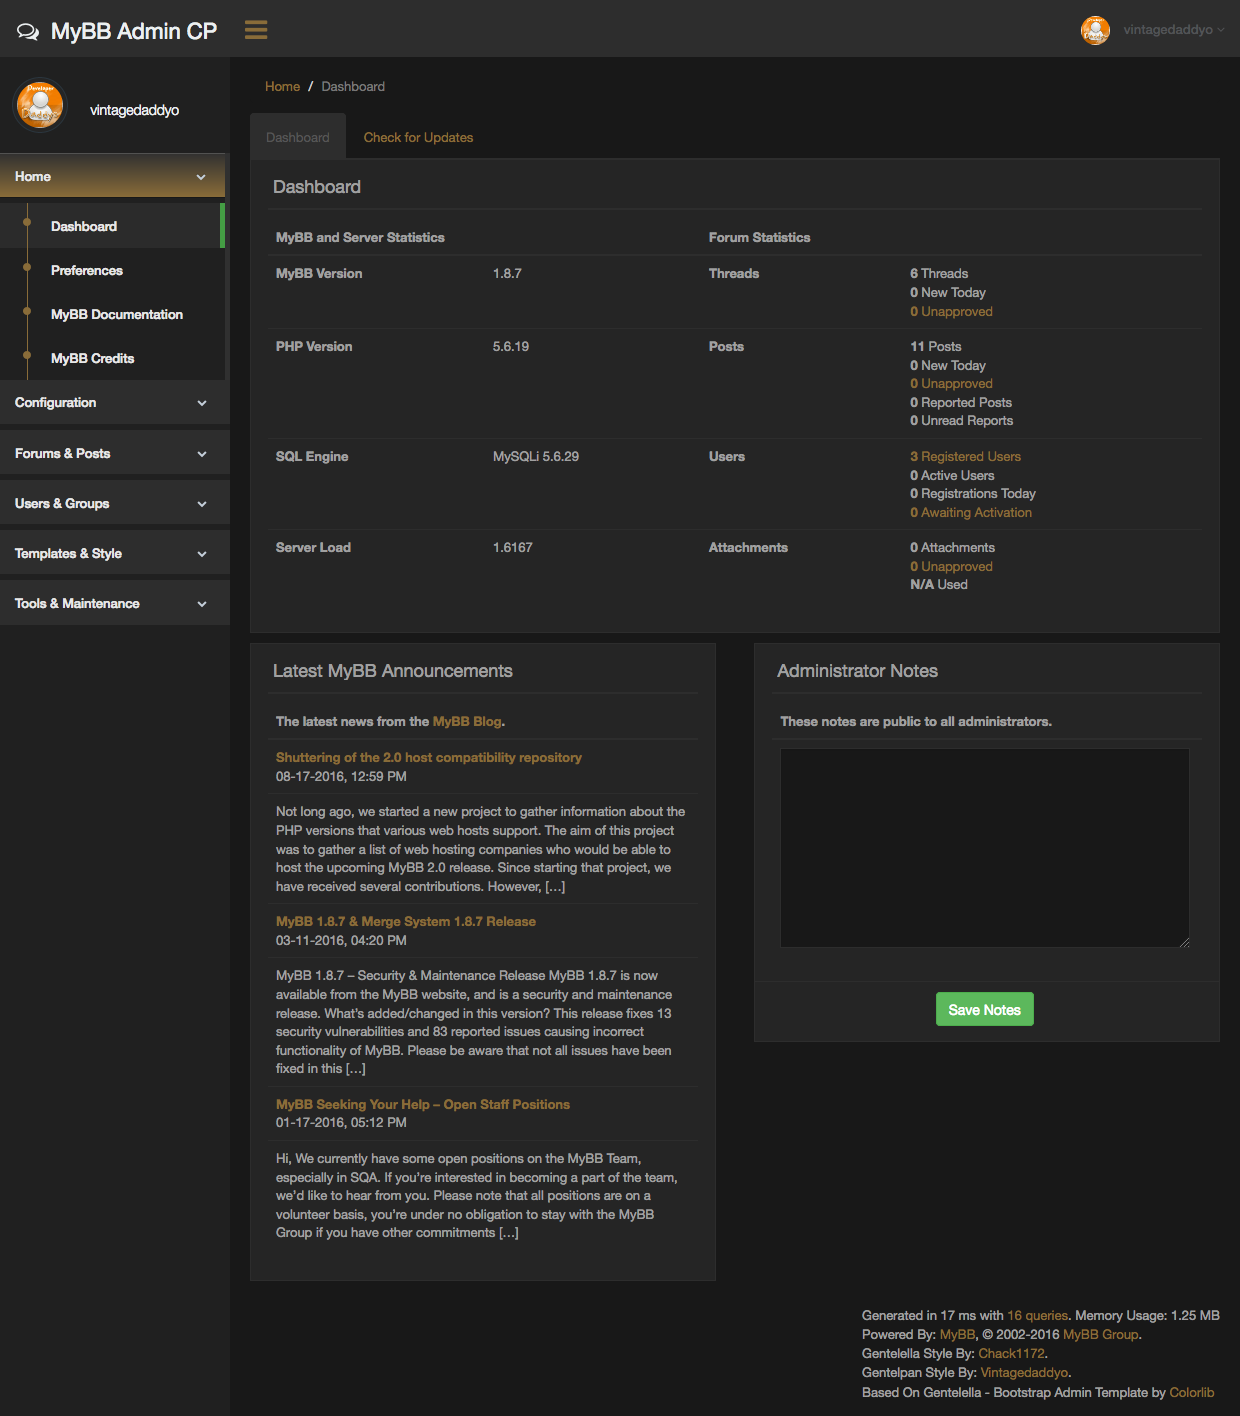 MyBB Admin CP
vintagedaddyo
vintagedaddyo
Home
Dashboard
Preferences
MyBB Documentation
MyBB Credits
Configuration
Forums & Posts
Users & Groups
Templates & Style
Tools & Maintenance
Home / Dashboard
Dashboard Check for Updates
Dashboard
MyBB and Server Statistics Forum Statistics
MyBB Version 1.8.7 Threads 6 Threads
0 New Today
0 Unapproved
PHP Version 5.6.19 Posts 11 Posts
0 New Today
0 Unapproved
0 Reported Posts
0 Unread Reports
SQL Engine MySQLi 5.6.29 Users 3 Registered Users
0 Active Users
0 Registrations Today
0 Awaiting Activation
Server Load 1.6167 Attachments 0 Attachments
0 Unapproved
N/A Used
Latest MyBB Announcements
The latest news from the MyBB Blog.
Shuttering of the 2.0 host compatibility repository
08-17-2016, 12:59 PM
Not long ago, we started a new project to gather information about the
PHP versions that various web hosts support. The aim of this project
was to gather a list of web hosting companies who would be able to
host the upcoming MyBB 2.0 release. Since starting that project, we
have received several contributions. However, [...]
MyBB 1.8.7 & Merge System 1.8.7 Release
03-11-2016, 04:20 PM
MyBB 1.8.7 – Security & Maintenance Release MyBB 1.8.7 is now
available from the MyBB website, and is a security and maintenance
release. What's added/changed in this version? This release fixes 13
security vulnerabilities and 83 reported issues causing incorrect
functionality of MyBB. Please be aware that not all issues have been
fixed in this [...]
MyBB Seeking Your Help – Open Staff Positions
01-17-2016, 05:12 PM
Hi, We currently have some open positions on the MyBB Team,
especially in SQA. If you're interested in becoming a part of the team,
we'd like to hear from you. Please note that all positions are on a
volunteer basis, you're under no obligation to stay with the MyBB
Group if you have other commitments [...]
Administrator Notes
These notes are public to all administrators.
Save Notes
Generated in 17 ms with 16 queries. Memory Usage: 1.25 MB
Powered By: MyBB, © 2002-2016 MyBB Group.
Gentelella Style By: Chack1172.
Gentelpan Style By: Vintagedaddyo.
Based On Gentelella - Bootstrap Admin Template by Colorlib